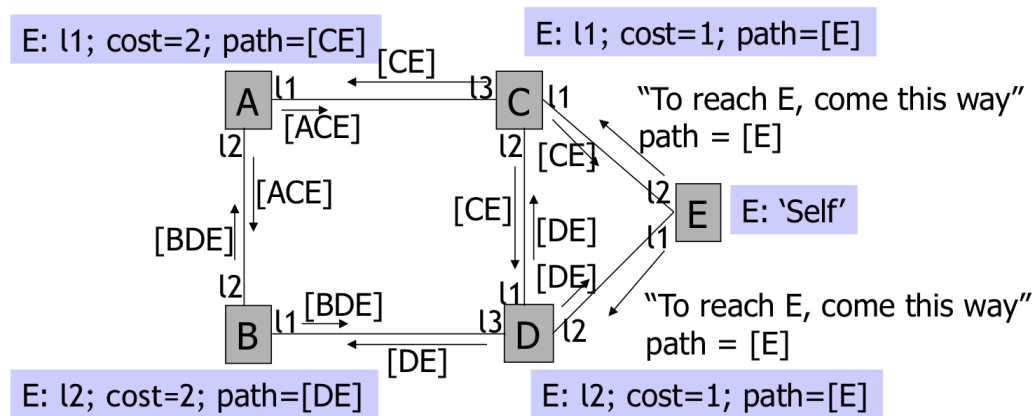 E: l1; cost=2; path=[CE]
E: l1; cost=1; path=[E]
[CE]
A
l1
l3
C
l1
[ACE]
“To reach E, come this way”
path = [E]
l2
l2
[CE]
[ACE]
[CE]
l2
E
E: ‘Self’
[BDE]
[DE]
l1
[DE]
l2
l1
“To reach E, come this way”
path = [E]
B
l1
[BDE]
l3
D
l2
[DE]
E: l2; cost=2; path=[DE]
E: l2; cost=1; path=[E]